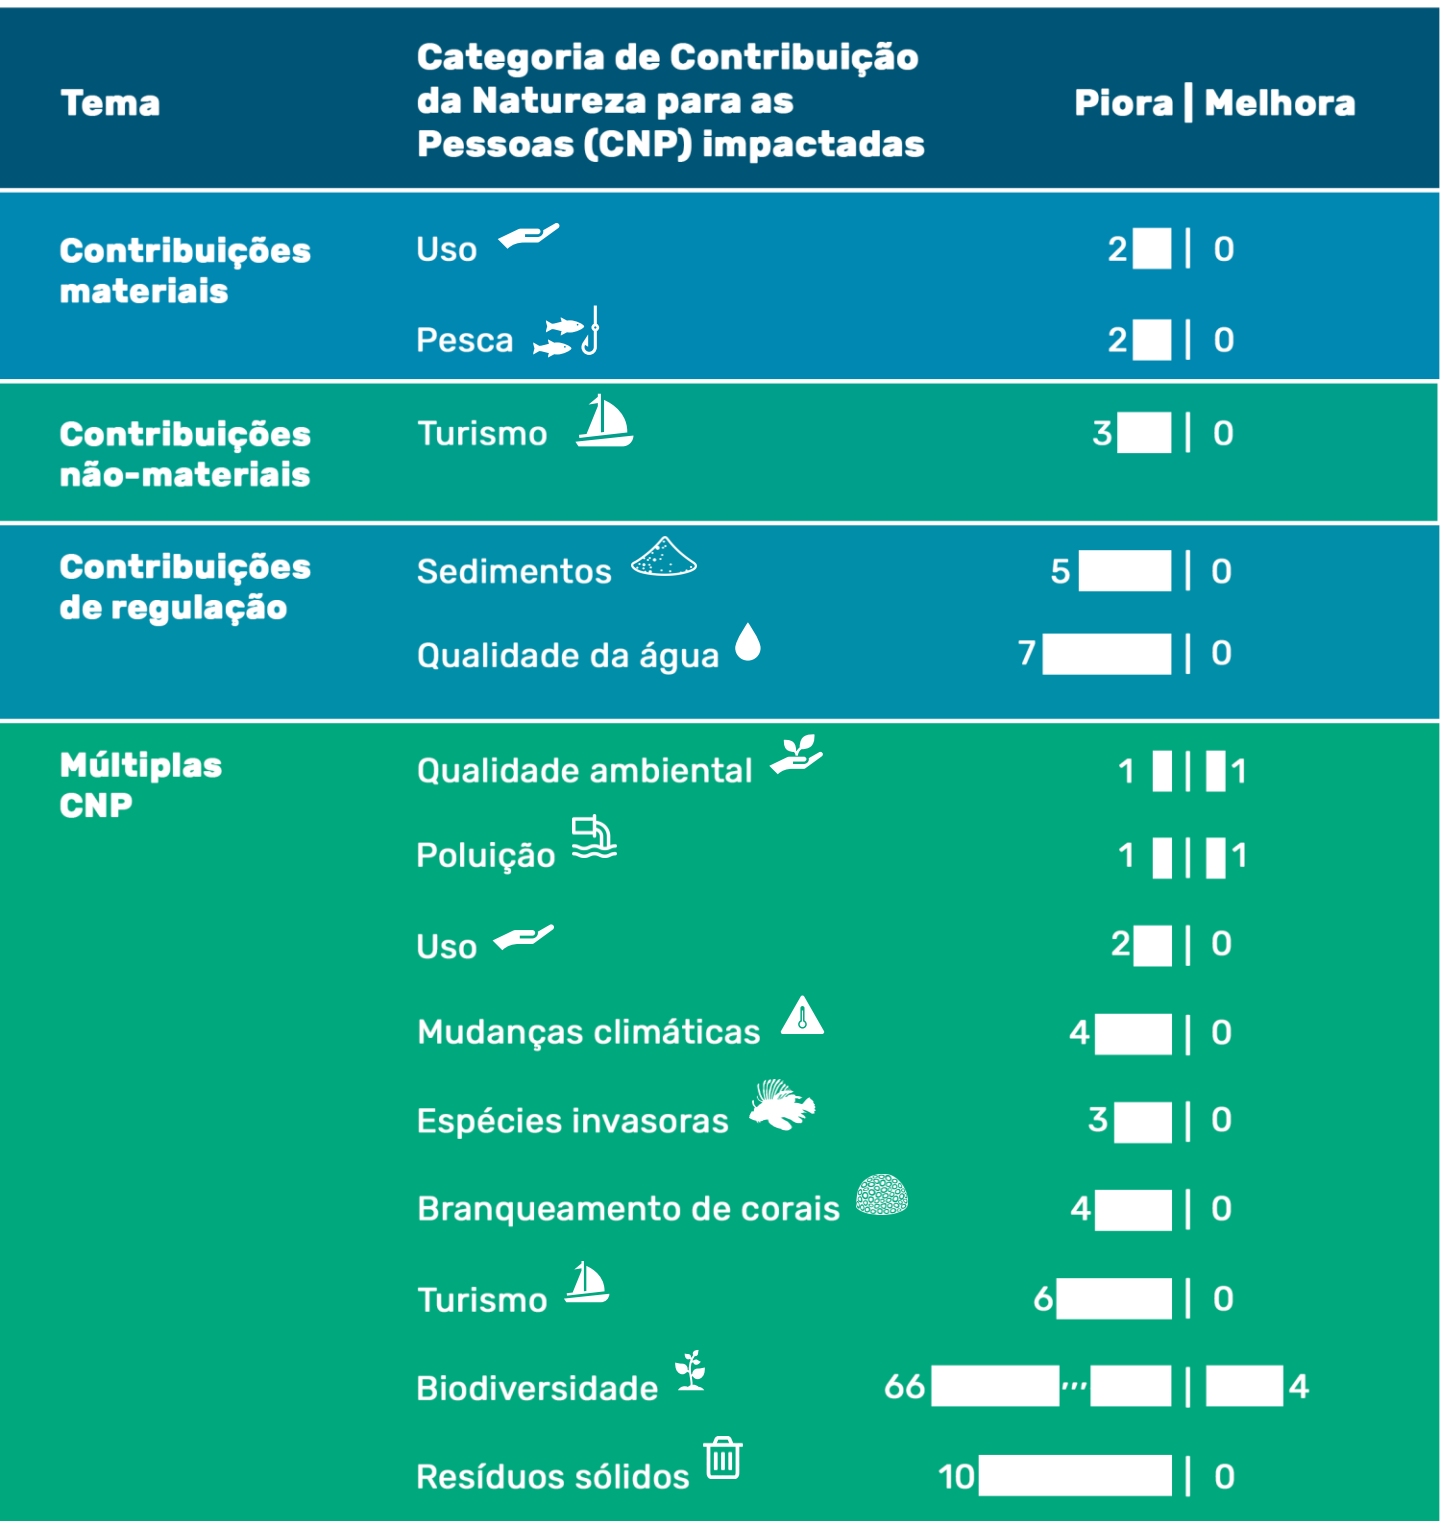 Tema
Categoria de Contribuição
da Natureza para as
Pessoas (CNP) impactadas
Piora | Melhora
Contribuições
materiais
Uso 2 | 0
Pesca 2 | 0
Contribuições
não-materiais
Turismo 3 | 0
Contribuições
de regulação
Sedimentos 5 | 0
Qualidade da água 7 | 0
Múltiplas
CNP
Qualidade ambiental 1 | 1
Poluição 1 | 1
Uso 2 | 0
Mudanças climáticas 4 | 0
Espécies invasoras 3 | 0
Branqueamento de corais 4 | 0
Turismo 6 | 0
Biodiversidade 66 ,,, | 4
Resíduos sólidos 10 | 0